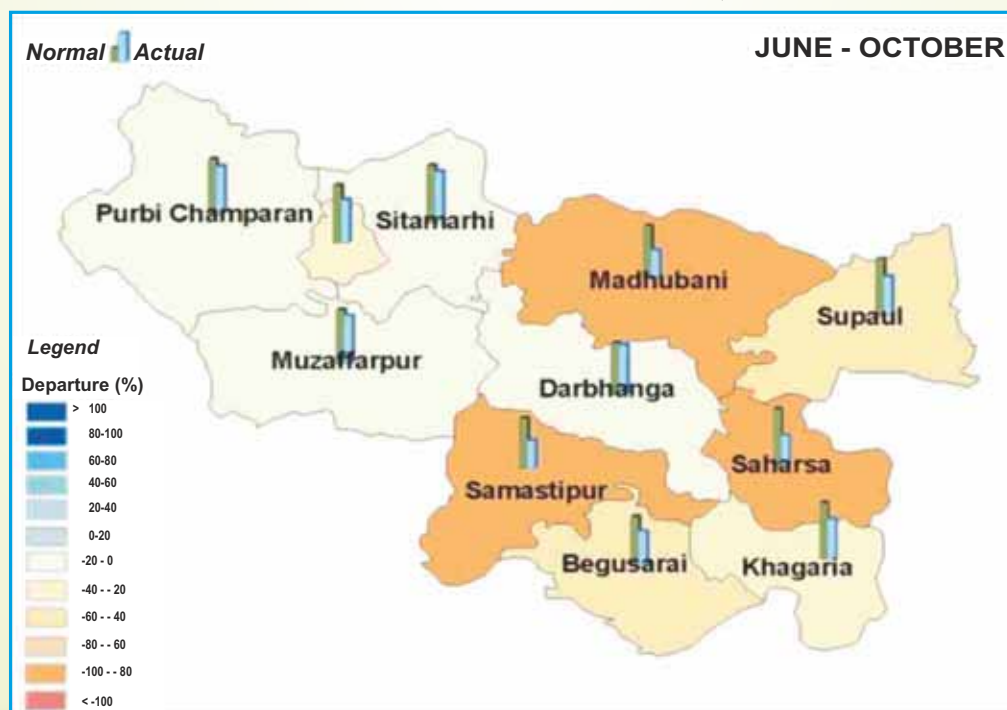 Normal Actual
JUNE - OCTOBER
Purbi Champaran
Sitamarhi
Madhubani
Supaul
Muzaffarpur
Darbhanga
Saharsa
Samastipur
Begusarai
Khagaria
Legend
Departure (%)
> 100
80-100
60-80
40-60
20-40
0-20
-20 - 0
-40 - - 20
-60 - - 40
-80 - - 60
-100 - - 80
< -100